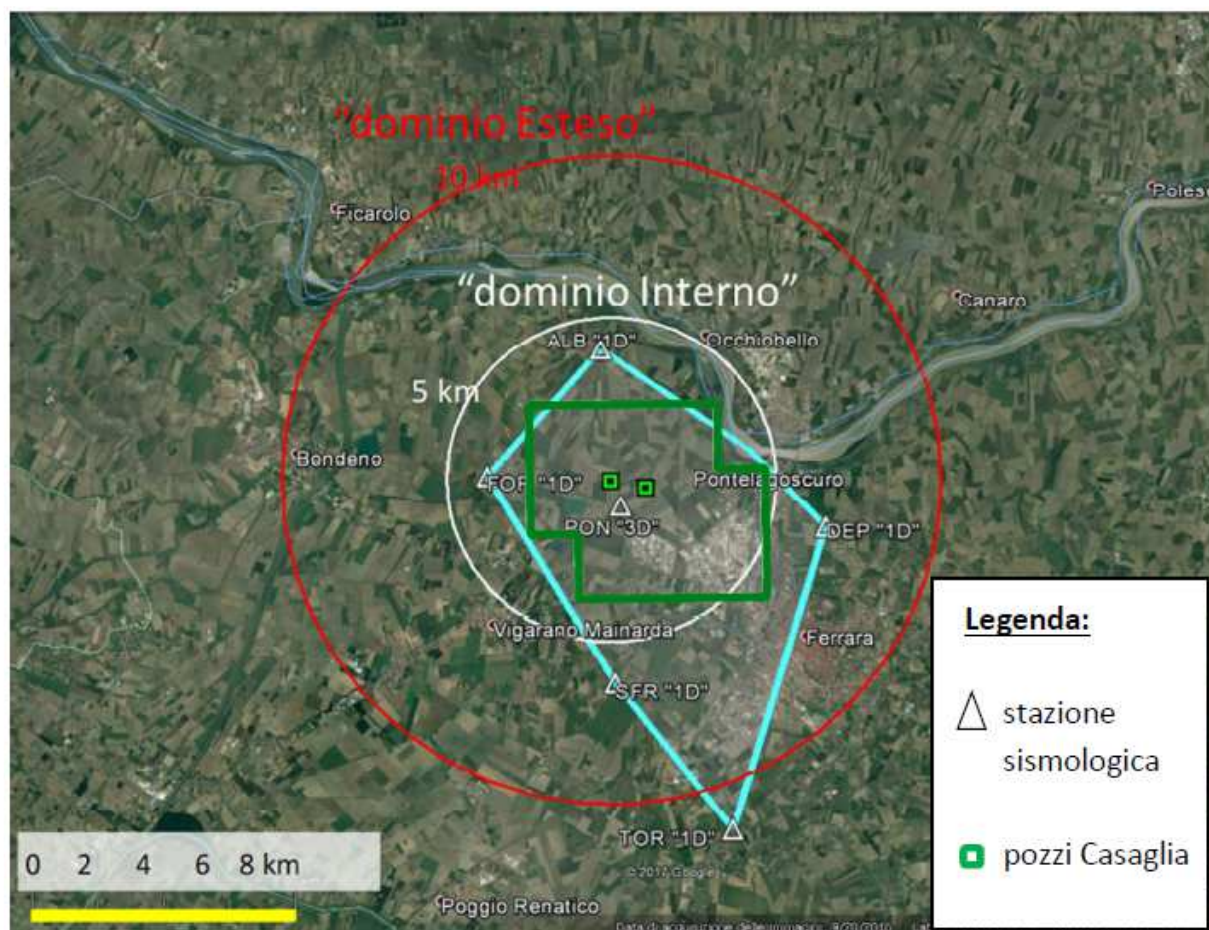 "dominio Esteso"
10 km
Ficarolo
Polese
"dominio Interno"
Canaro
ALB "1D"
Occhiobello
5 km
Bondeno
FOR "1D"
Pontelagoscuro
PON "3D"
DEP "1D"
Vigarano Mainarda
Ferrara
SFR "1D"
TOR "1D"
© 2017 Google
Poggio Renatico
0 2 4 6 8 km
Legenda:
stazione
sismologica
pozzi Casaglia